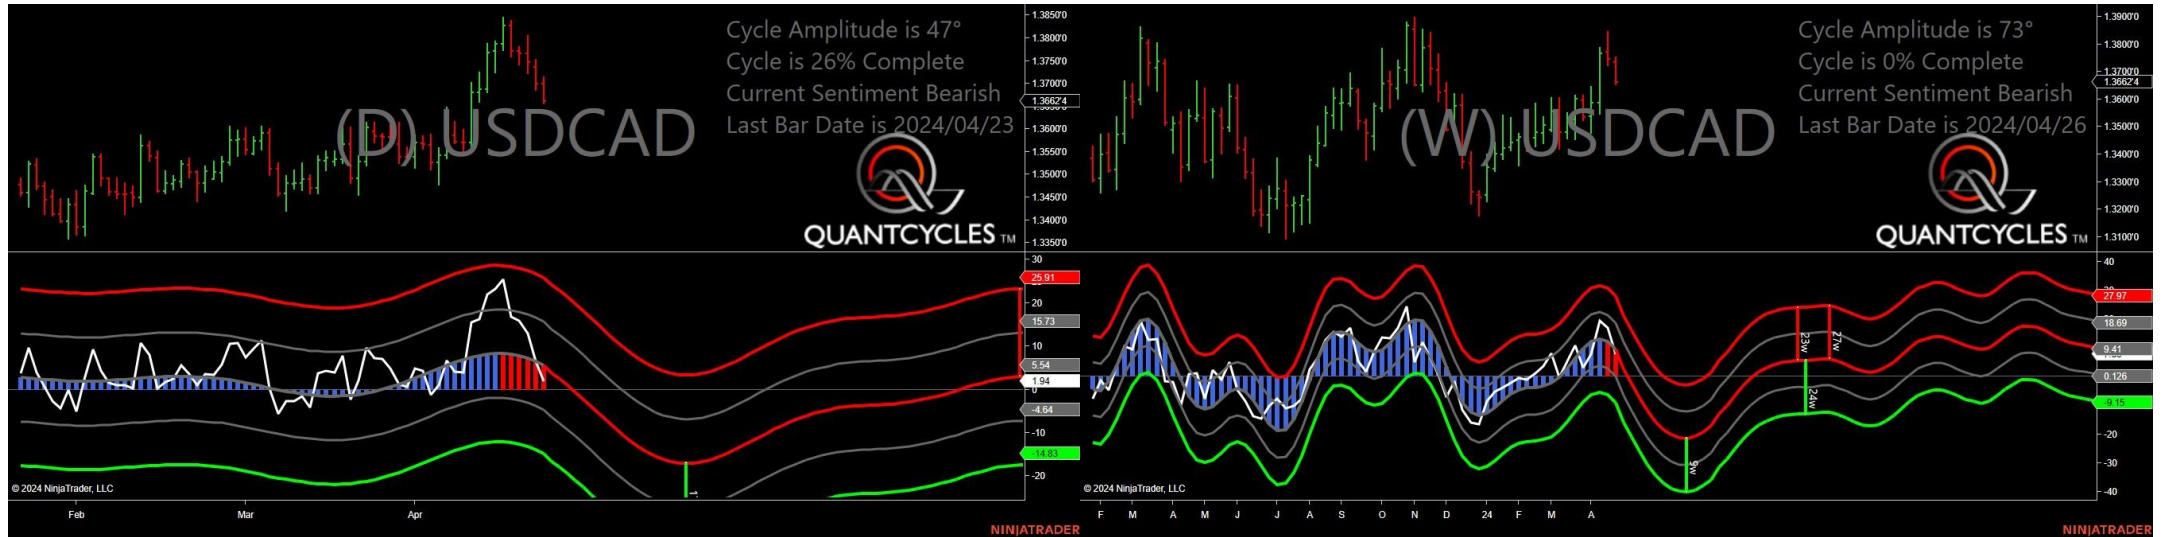 Cycle Amplitude is 47°
Cycle is 26% Complete
Current Sentiment Bearish
Last Bar Date is 2024/04/23
(D) USDCAD
QUANTCYCLES TM
1.3850'0
1.3800'0
1.3750'0
1.3700'0
1.3662'4
1.3600'0
1.3550'0
1.3500'0
1.3450'0
1.3400'0
1.3350'0
30
25.91
20
15.73
10
5.54
1.94
0
-4.64
-10
-14.83
-20
© 2024 NinjaTrader, LLC
Feb Mar Apr
NINJATRADER
Cycle Amplitude is 73°
Cycle is 0% Complete
Current Sentiment Bearish
Last Bar Date is 2024/04/26
(W) USDCAD
QUANTCYCLES TM
1.3900'0
1.3800'0
1.3700'0
1.3662'4
1.3600'0
1.3500'0
1.3400'0
1.3300'0
1.3200'0
1.3100'0
40
27.97
18.69
9.41
0.126
-9.15
-20
-30
-40
23w
27w
24w
9w
© 2024 NinjaTrader, LLC
F M A M J J A S O N D 24 F M A
NINJATRADER